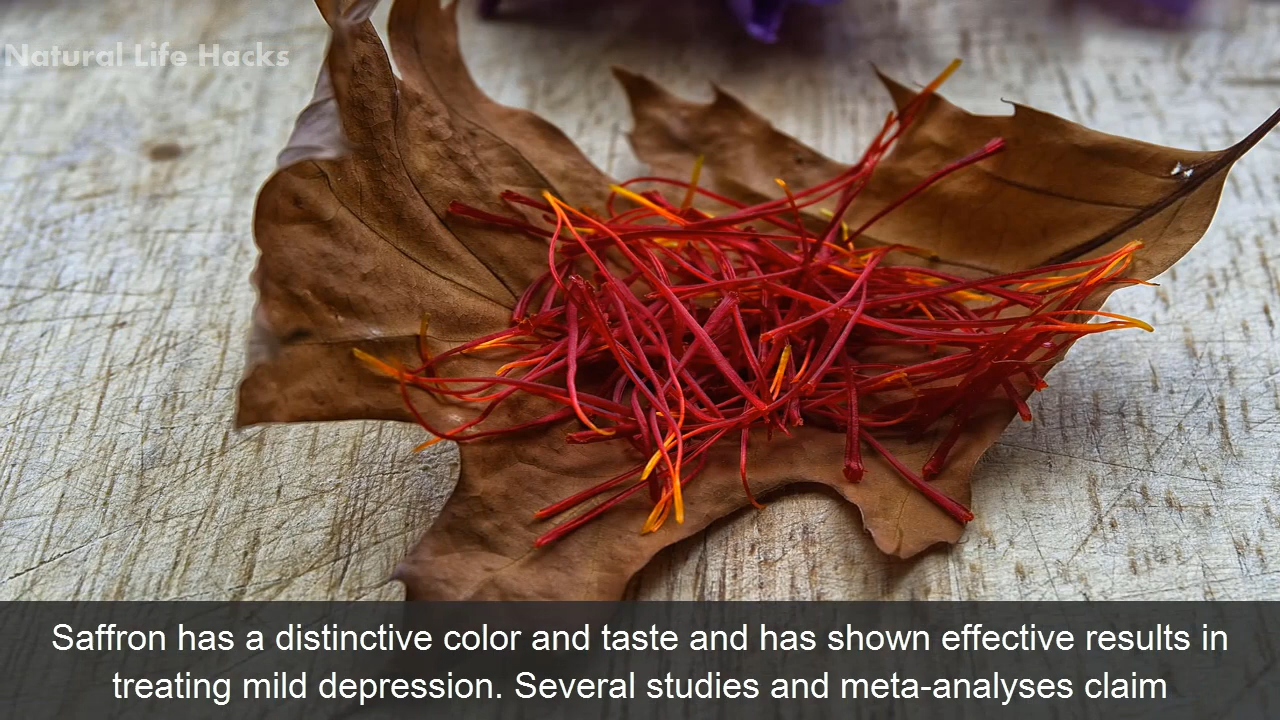 Natural Life Hacks
Saffron has a distinctive color and taste and has shown effective results in
treating mild depression. Several studies and meta-analyses claim